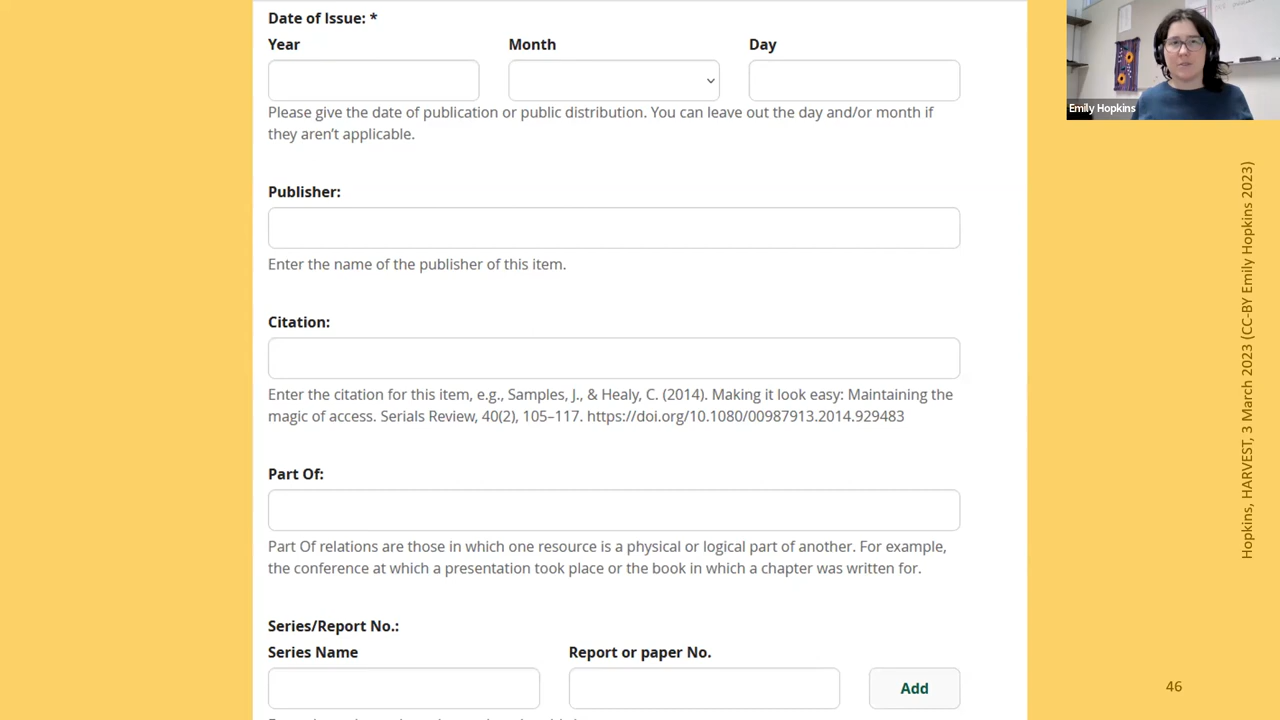 Date of Issue: *
Year Month Day
Please give the date of publication or public distribution. You can leave out the day and/or month if
they aren’t applicable.
Publisher:
Enter the name of the publisher of this item.
Citation:
Enter the citation for this item, e.g., Samples, J., & Healy, C. (2014). Making it look easy: Maintaining the
magic of access. Serials Review, 40(2), 105–117. https://doi.org/10.1080/00987913.2014.929483
Part Of:
Part Of relations are those in which one resource is a physical or logical part of another. For example,
the conference at which a presentation took place or the book in which a chapter was written for.
Series/Report No.:
Series Name Report or paper No.
Add
Emily Hopkins
Hopkins, HARVEST, 3 March 2023 (CC-BY Emily Hopkins 2023)
46